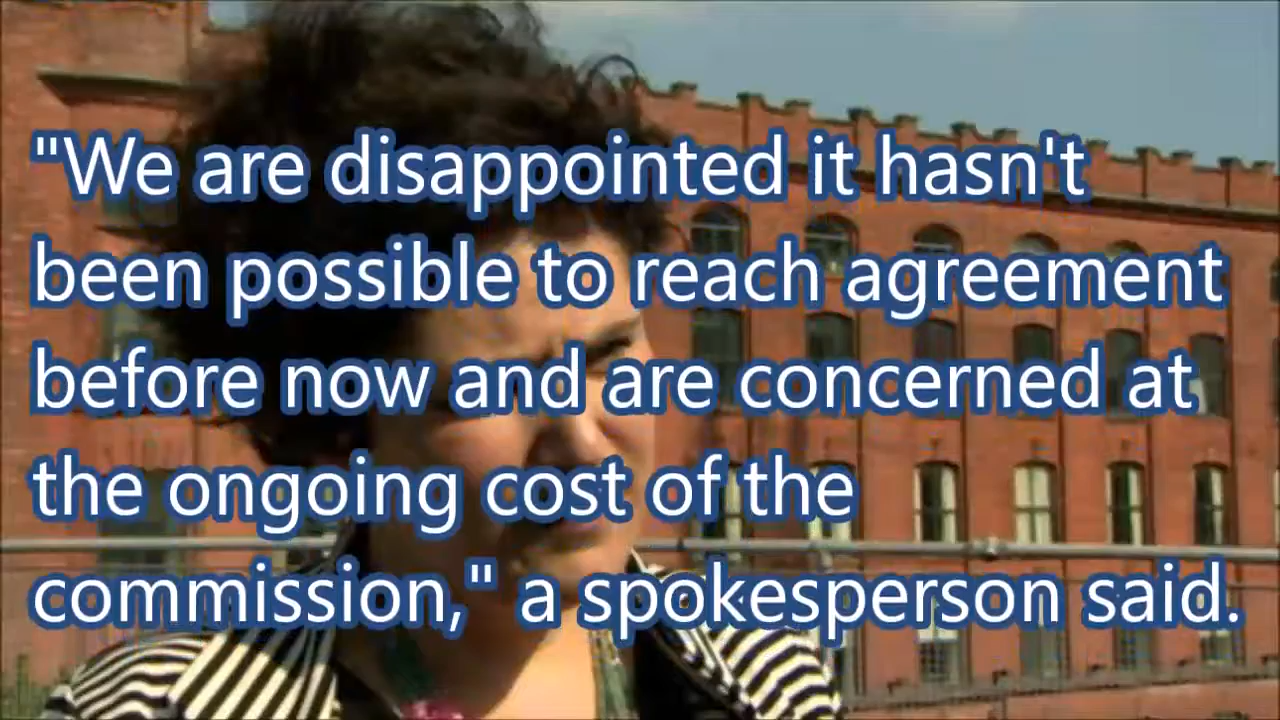 "We are disappointed it hasn't
been possible to reach agreement
before now and are concerned at
the ongoing cost of the
commission," a spokesperson said.